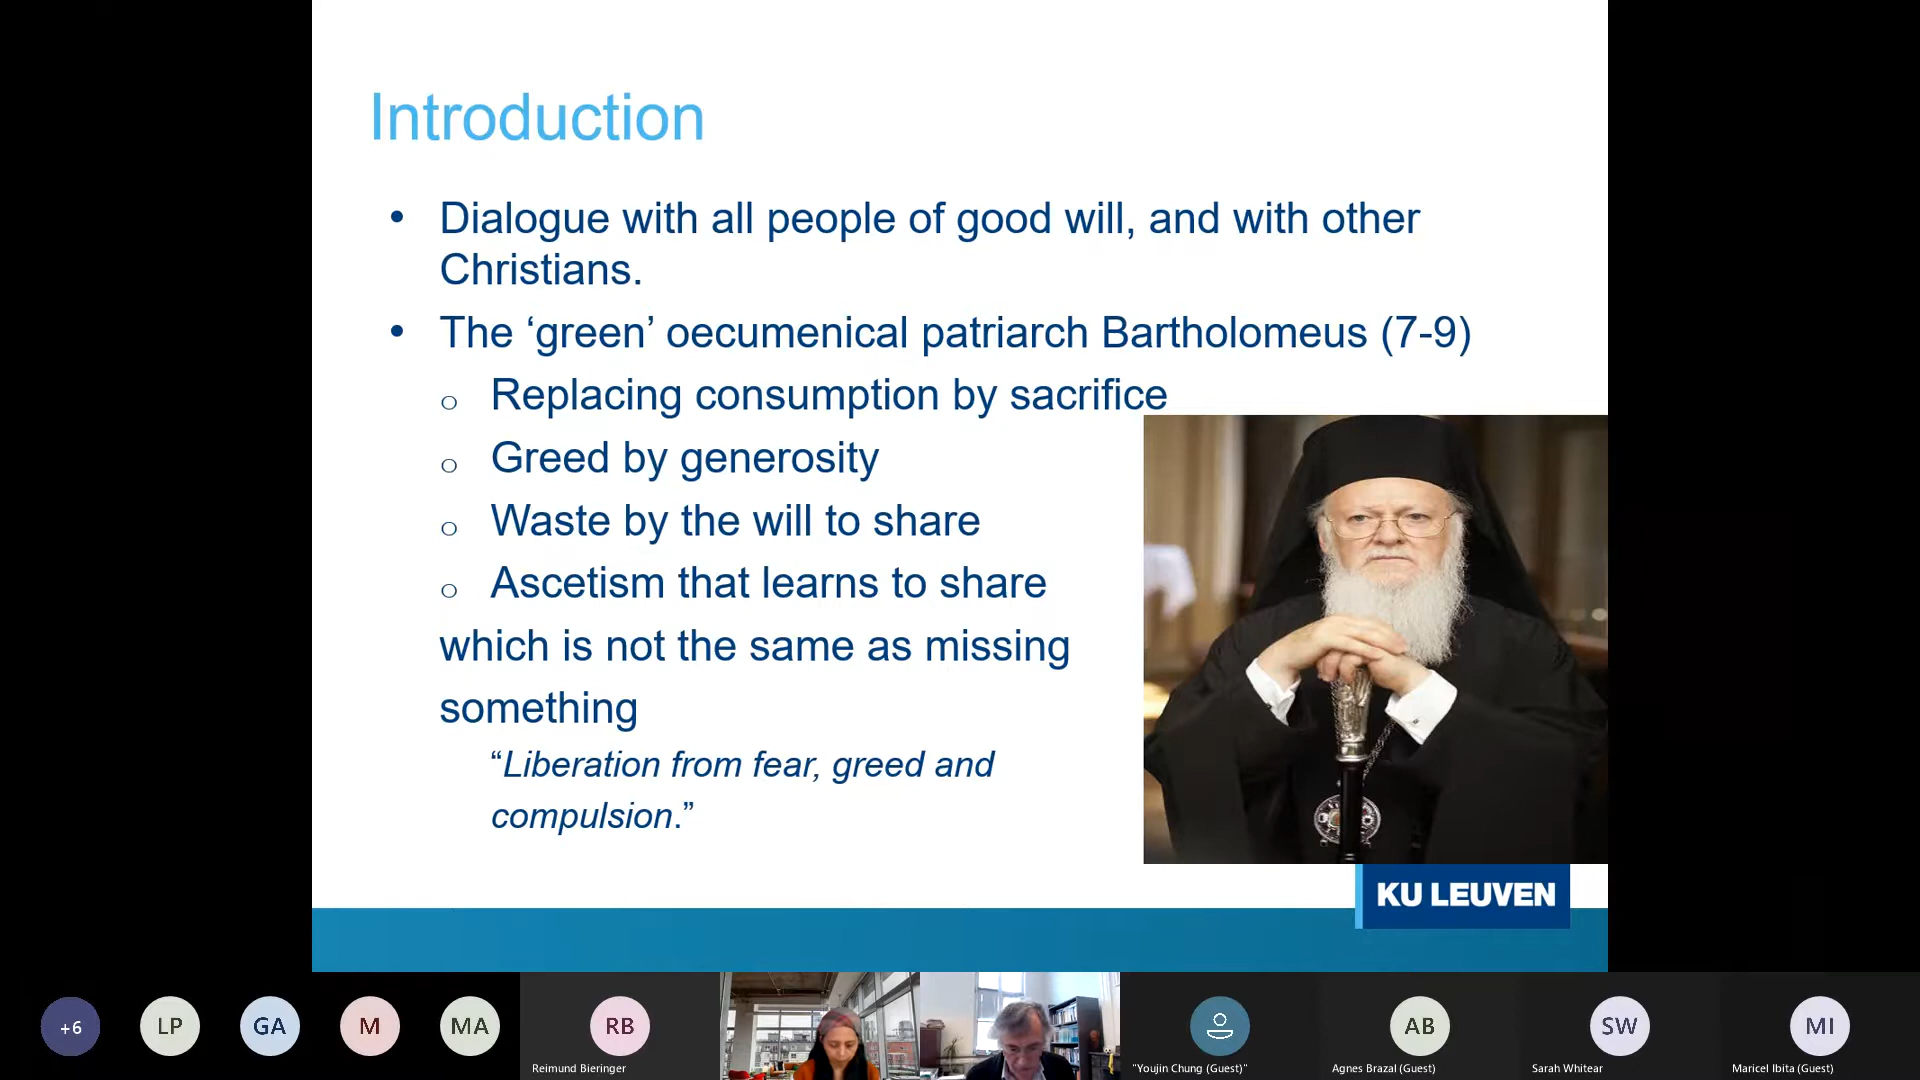 Introduction
• Dialogue with all people of good will, and with other
Christians.
• The ‘green’ oecumenical patriarch Bartholomeus (7-9)
o Replacing consumption by sacrifice
o Greed by generosity
o Waste by the will to share
o Ascetism that learns to share
which is not the same as missing
something
“Liberation from fear, greed and
compulsion.”
KU LEUVEN
+6
LP
GA
M
MA
RB
Reimund Bieringer
"Youjin Chung (Guest)"
AB
Agnes Brazal (Guest)
SW
Sarah Whitear
MI
Maricel Ibita (Guest)